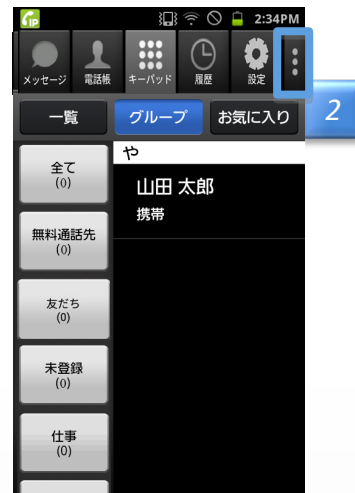 iP 2:34PM
メッセージ 電話帳 キーパッド 履歴 設定
一覧 グループ お気に入り 2
や
全て
(0)
山田 太郎
携帯
無料通話先
(0)
友だち
(0)
未登録
(0)
仕事
(0)